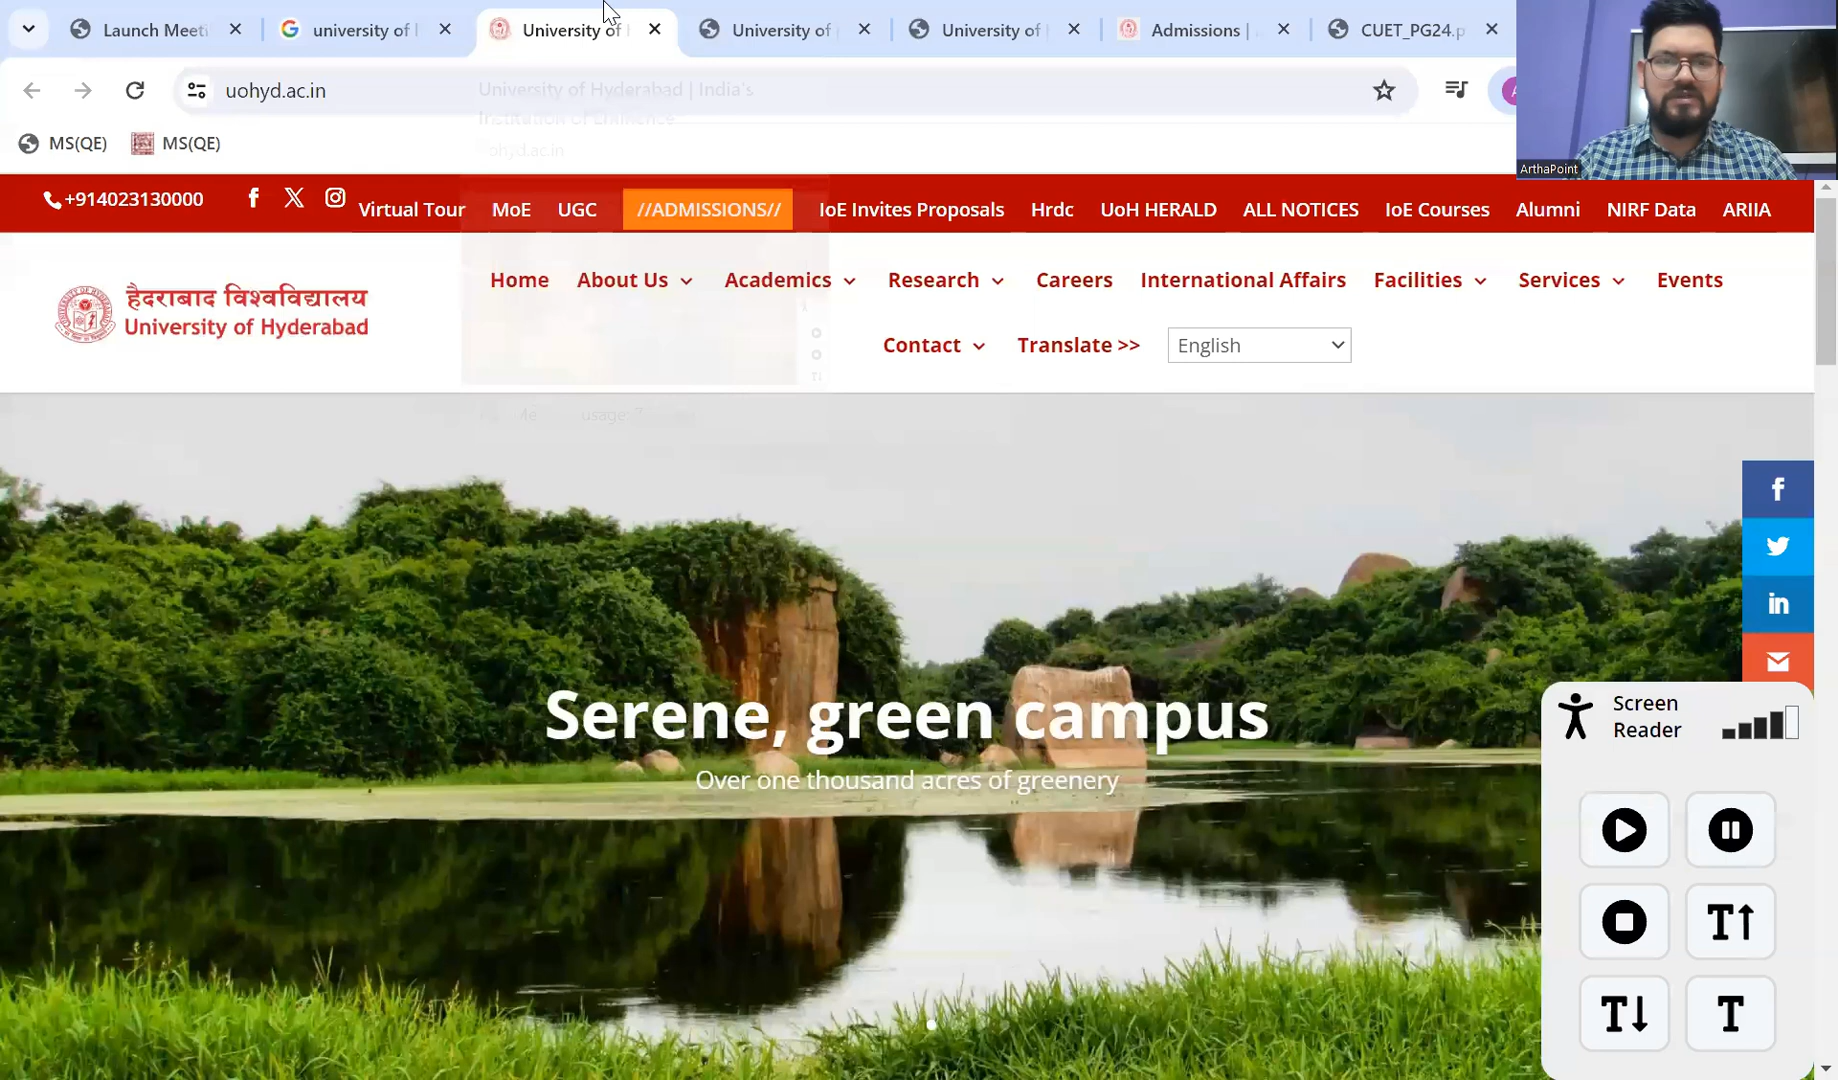 Launch Meeti
university of
University of
University of
University of
Admissions |
CUET_PG24.p
uohyd.ac.in
University of Hyderabad | India's
Institution of Eminence
ohyd.ac.in
MS(QE)
MS(QE)
ArthaPoint
+914023130000
Virtual Tour
MoE
UGC
//ADMISSIONS//
IoE Invites Proposals
Hrdc
UoH HERALD
ALL NOTICES
IoE Courses
Alumni
NIRF Data
ARIIA
हैदराबाद विश्वविद्यालय
University of Hyderabad
Home
About Us
Academics
Research
Careers
International Affairs
Facilities
Services
Events
Contact
Translate >>
English
usage:
Serene, green campus
Over one thousand acres of greenery
Screen
Reader
T↑
T↓
T